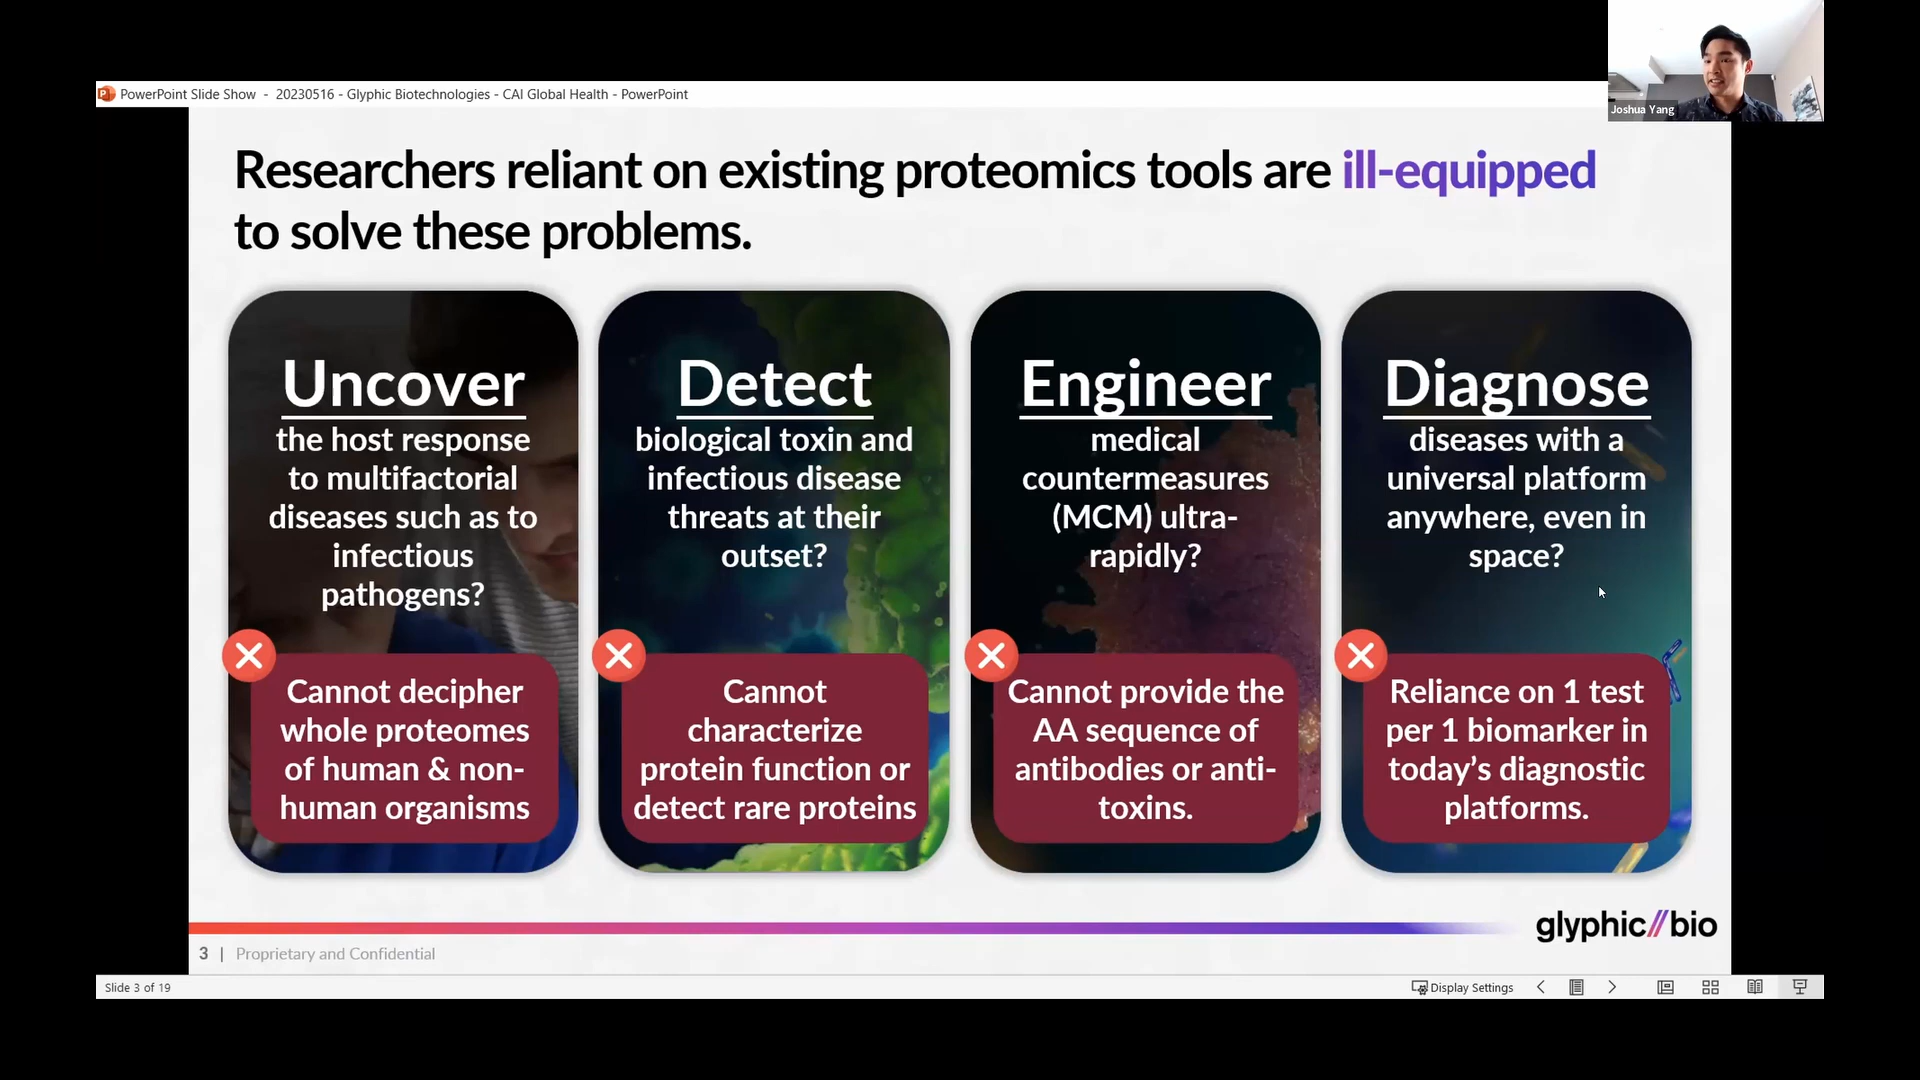 PowerPoint Slide Show - 20230516 - Glyphic Biotechnologies - CAI Global Health - PowerPoint
Joshua Yang
Researchers reliant on existing proteomics tools are ill-equipped
to solve these problems.
Uncover
the host response
to multifactorial
diseases such as to
infectious
pathogens?
Cannot decipher
whole proteomes
of human & non-
human organisms
Detect
biological toxin and
infectious disease
threats at their
outset?
Cannot
characterize
protein function or
detect rare proteins
Engineer
medical
countermeasures
(MCM) ultra-
rapidly?
Cannot provide the
AA sequence of
antibodies or anti-
toxins.
Diagnose
diseases with a
universal platform
anywhere, even in
space?
Reliance on 1 test
per 1 biomarker in
today's diagnostic
platforms.
glyphic//bio
3 | Proprietary and Confidential
Slide 3 of 19
Display Settings